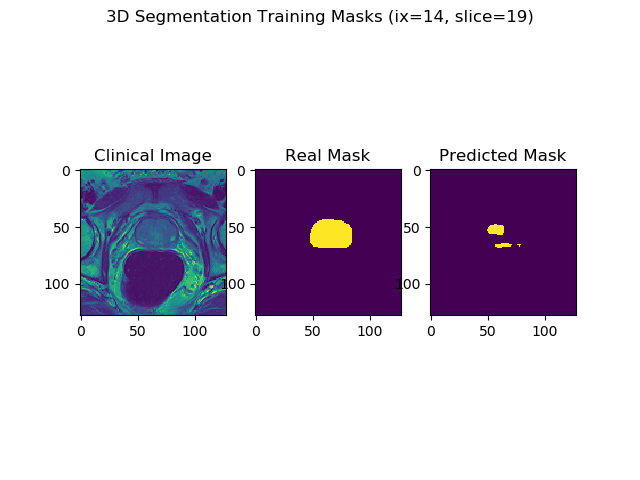 3D Segmentation Training Masks (ix=14, slice=19)
Clinical Image Real Mask Predicted Mask
0 0 0
50 50 50
100 100 100
0 50 100 0 50 100 0 50 100